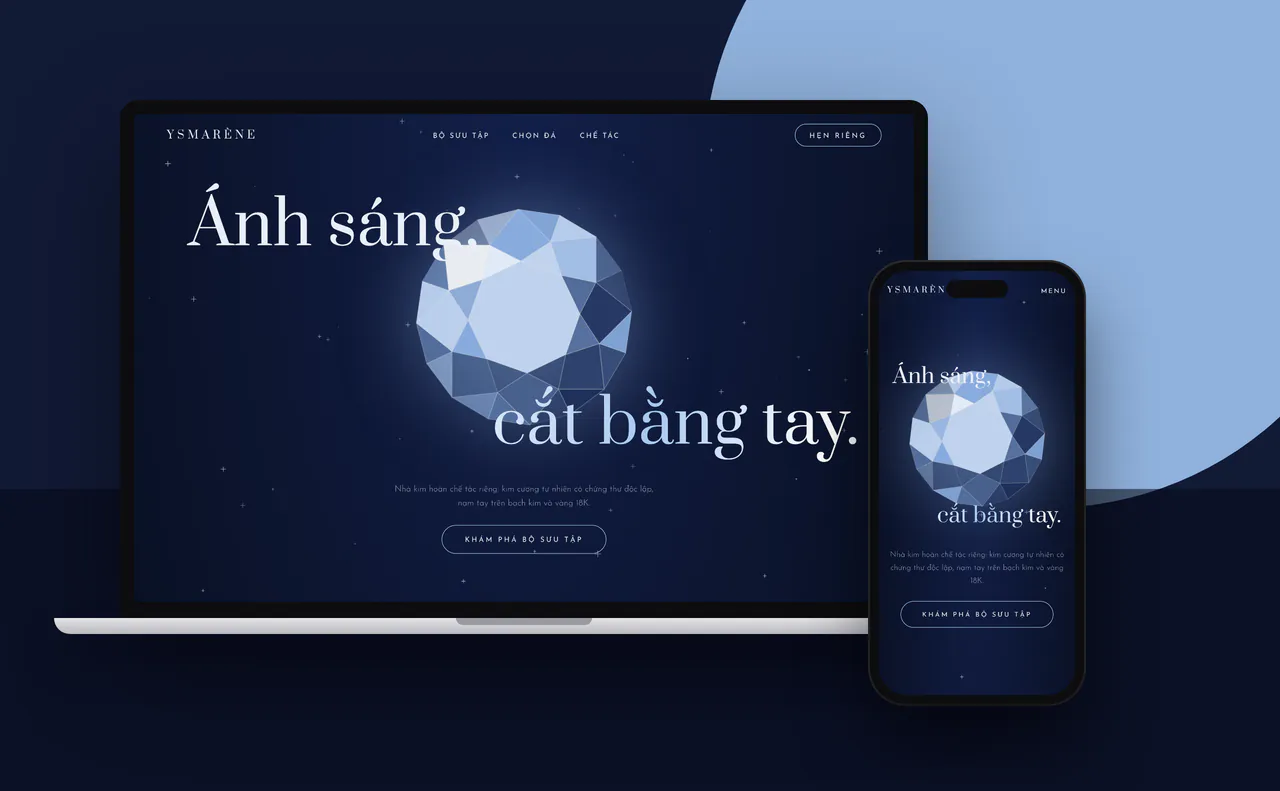 YSMARÈNE
BỘ SƯU TẬP
CHỌN ĐÁ
CHẾ TÁC
HẸN RIÊNG
Ánh sáng,
cắt bằng tay.
Nhà kim hoàn chế tác riêng: kim cương tự nhiên có chứng thư độc lập,
nạm tay trên bạch kim và vàng 18K.
KHÁM PHÁ BỘ SƯU TẬP
YSMARÈN
MENU
Ánh sáng,
cắt bằng tay.
Nhà kim hoàn chế tác riêng: kim cương tự nhiên có
chứng thư độc lập, nạm tay trên bạch kim và vàng
18K.
KHÁM PHÁ BỘ SƯU TẬP